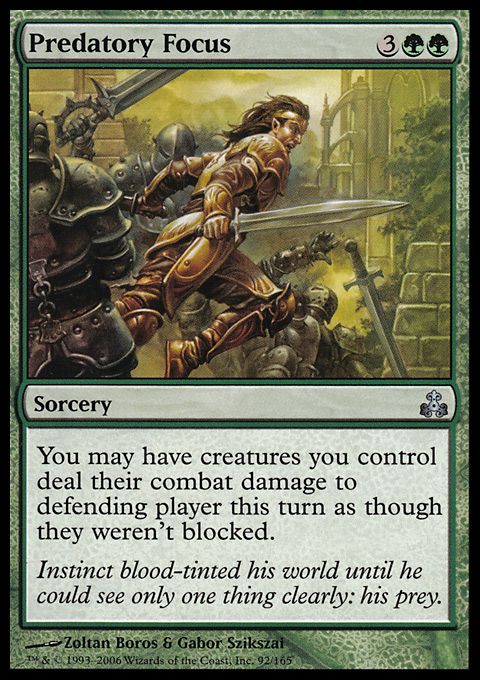 Predatory Focus 3
Sorcery
You may have creatures you control
deal their combat damage to
defending player this turn as though
they weren't blocked.
Instinct blood-tinted his world until he
could see only one thing clearly: his prey.
Zoltan Boros & Gabor Szikszai
™ & © 1993–2006 Wizards of the Coast, Inc. 92/165